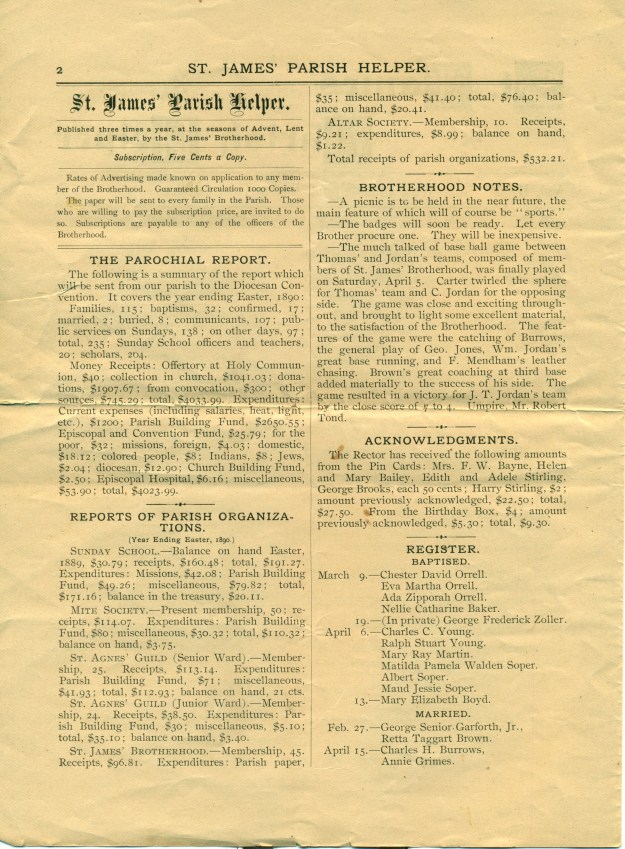 2
ST. JAMES' PARISH HELPER.
St. James' Parish Helper.
Published three times a year, at the seasons of Advent, Lent
and Easter, by the St. James' Brotherhood.
Subscription, Five Cents a Copy.
Rates of Advertising made known on application to any mem-
ber of the Brotherhood. Guaranteed Circulation 1000 Copies.
The paper will be sent to every family in the Parish. Those
who are willing to pay the subscription price, are invited to do
so. Subscriptions are payable to any of the officers of the
Brotherhood.
THE PAROCHIAL REPORT.
The following is a summary of the report which
will be sent from our parish to the Diocesan Con-
vention. It covers the year ending Easter, 1890:
Families, 115; baptisms, 32; confirmed, 17;
married, 2; buried, 8; communicants, 107; pub-
lic services on Sundays, 138; on other days, 97;
total, 235; Sunday School officers and teachers,
20; scholars, 204.
Money Receipts: Offertory at Holy Commun-
ion, $40; collection in church, $1041.03; dona-
tions, $1907.67; from convocation, $300; other
sources, $745.29; total, $4033.99. Expenditures:
Current expenses (including salaries, heat, light,
etc.), $1200; Parish Building Fund, $2650.55;
Episcopal and Convention Fund, $25.79; for the
poor, $32; missions, foreign, $4.03; domestic,
$18.12; colored people, $8; Indians, $8; Jews,
$2.04; diocesan, $12.90; Church Building Fund,
$2.50; Episcopal Hospital, $6.16; miscellaneous,
$53.90; total, $4023.99.
REPORTS OF PARISH ORGANIZA-
TIONS.
(Year Ending Easter, 1890.)
SUNDAY SCHOOL.—Balance on hand Easter,
1889, $30.79; receipts, $160.48; total, $191.27.
Expenditures: Missions, $42.08; Parish Building
Fund, $49.26; miscellaneous, $79.82; total,
$171.16; balance in the treasury, $20.11.
MITE SOCIETY.—Present membership, 50; re-
ceipts, $114.07. Expenditures: Parish Building
Fund, $80; miscellaneous, $30.32; total, $110.32;
balance on hand, $3.75.
ST. AGNES' GUILD (Senior Ward).—Member-
ship, 25. Receipts, $113.14. Expenditures:
Parish Building Fund, $71; miscellaneous,
$41.93; total, $112.93; balance on hand, 21 cts.
ST. AGNES' GUILD (Junior Ward).—Member-
ship, 24. Receipts, $38.50. Expenditures: Par-
ish Building Fund, $30; miscellaneous, $5.10;
total, $35.10; balance on hand, $3.40.
ST. JAMES' BROTHERHOOD.—Membership, 45.
Receipts, $96.81. Expenditures: Parish paper,
$35; miscellaneous, $41.40; total, $76.40; bal-
ance on hand, $20.41.
ALTAR SOCIETY.—Membership, 10. Receipts,
$9.21; expenditures, $8.99; balance on hand,
$1.22.
Total receipts of parish organizations, $532.21.
BROTHERHOOD NOTES.
—A picnic is to be held in the near future, the
main feature of which will of course be "sports."
—The badges will soon be ready. Let every
Brother procure one. They will be inexpensive.
—The much talked of base ball game between
Thomas' and Jordan's teams, composed of mem-
bers of St. James' Brotherhood, was finally played
on Saturday, April 5. Carter twirled the sphere
for Thomas' team and C. Jordan for the opposing
side. The game was close and exciting through-
out, and brought to light some excellent material,
to the satisfaction of the Brotherhood. The feat-
ures of the game were the catching of Burrows,
the general play of Geo. Jones, Wm. Jordan's
great base running, and F. Mendham's leather
chasing. Brown's great coaching at third base
added materially to the success of his side. The
game resulted in a victory for J. T. Jordan's team
by the close score of to 4. Umpire, Mr. Robert
Tond.
ACKNOWLEDGMENTS.
The Rector has received the following amounts
from the Pin Cards: Mrs. F. W. Bayne, Helen
and Mary Bailey, Edith and Adele Stirling,
George Brooks, each 50 cents; Harry Stirling, $2;
amount previously acknowledged, $22.50; total,
$27.50. From the Birthday Box, $4; amount
previously acknowledged, $5.30; total, $9.30.
REGISTER.
BAPTISED.
March 9.—Chester David Orrell.
Eva Martha Orrell.
Ada Zipporah Orrell.
Nellie Catharine Baker.
19.—(In private) George Frederick Zoller.
April 6.—Charles C. Young.
Ralph Stuart Young.
Mary Ray Martin.
Matilda Pamela Walden Soper.
Albert Soper.
Maud Jessie Soper.
13.—Mary Elizabeth Boyd.
MARRIED.
Feb. 27.—George Senior Garforth, Jr.,
Retta Taggart Brown.
April 15.—Charles H. Burrows,
Annie Grimes.